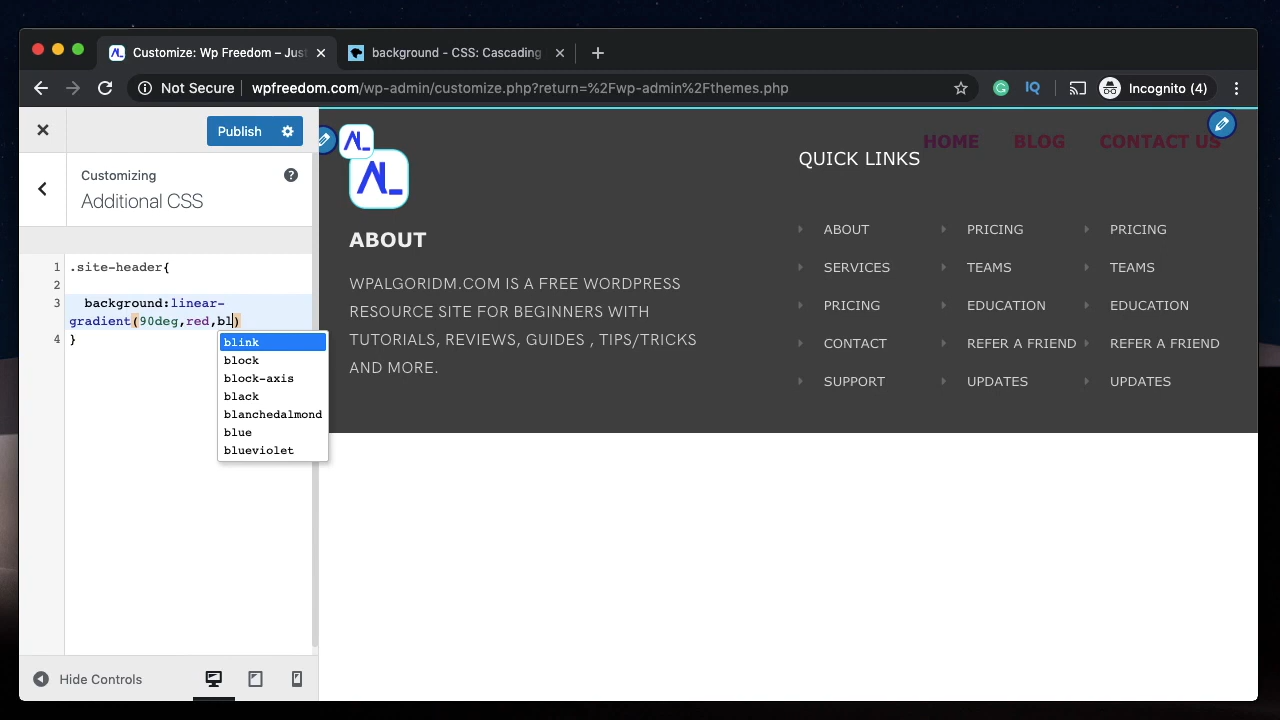 Customize: Wp Freedom – Just
background - CSS: Cascading
Not Secure
wpfreedom.com/wp-admin/customize.php?return=%2Fwp-admin%2Fthemes.php
IQ
Incognito (4)
Publish
Customizing
Additional CSS
1 .site-header{
2
3 background:linear-
gradient(90deg,red,bl)
4 }
blink
block
block-axis
black
blanchedalmond
blue
blueviolet
Hide Controls
HOME BLOG CONTACT US
QUICK LINKS
ABOUT
WPALGORIDM.COM IS A FREE WORDPRESS
RESOURCE SITE FOR BEGINNERS WITH
TUTORIALS, REVIEWS, GUIDES , TIPS/TRICKS
AND MORE.
ABOUT PRICING PRICING
SERVICES TEAMS TEAMS
PRICING EDUCATION EDUCATION
CONTACT REFER A FRIEND REFER A FRIEND
SUPPORT UPDATES UPDATES